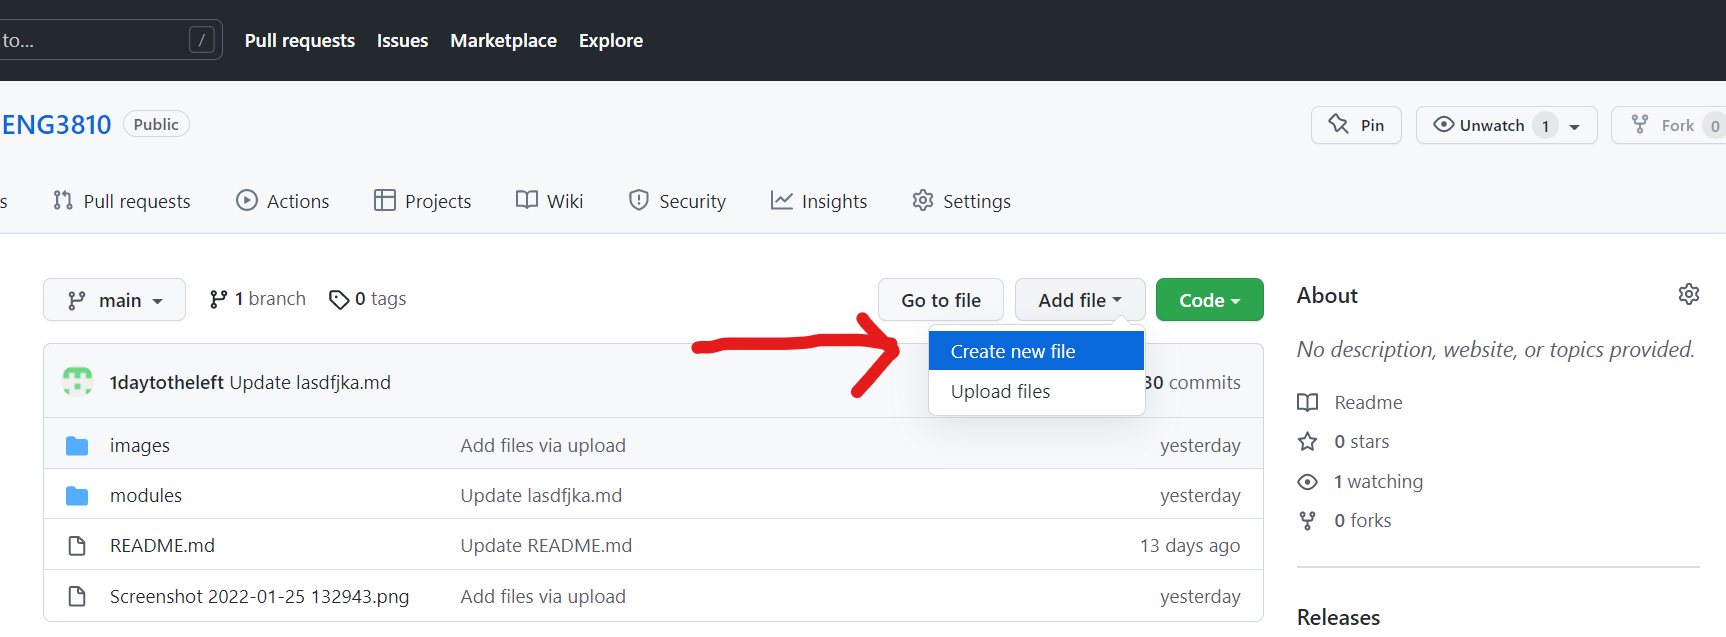 to... / Pull requests Issues Marketplace Explore
ENG3810 Public Pin Unwatch 1 Fork 0
s Pull requests Actions Projects Wiki Security Insights Settings
main 1 branch 0 tags Go to file Add file Code
Create new file
Upload files
1daytotheleft Update lasdfjka.md 30 commits
images Add files via upload yesterday
modules Update lasdfjka.md yesterday
README.md Update README.md 13 days ago
Screenshot 2022-01-25 132943.png Add files via upload yesterday
About
No description, website, or topics provided.
Readme
0 stars
1 watching
0 forks
Releases